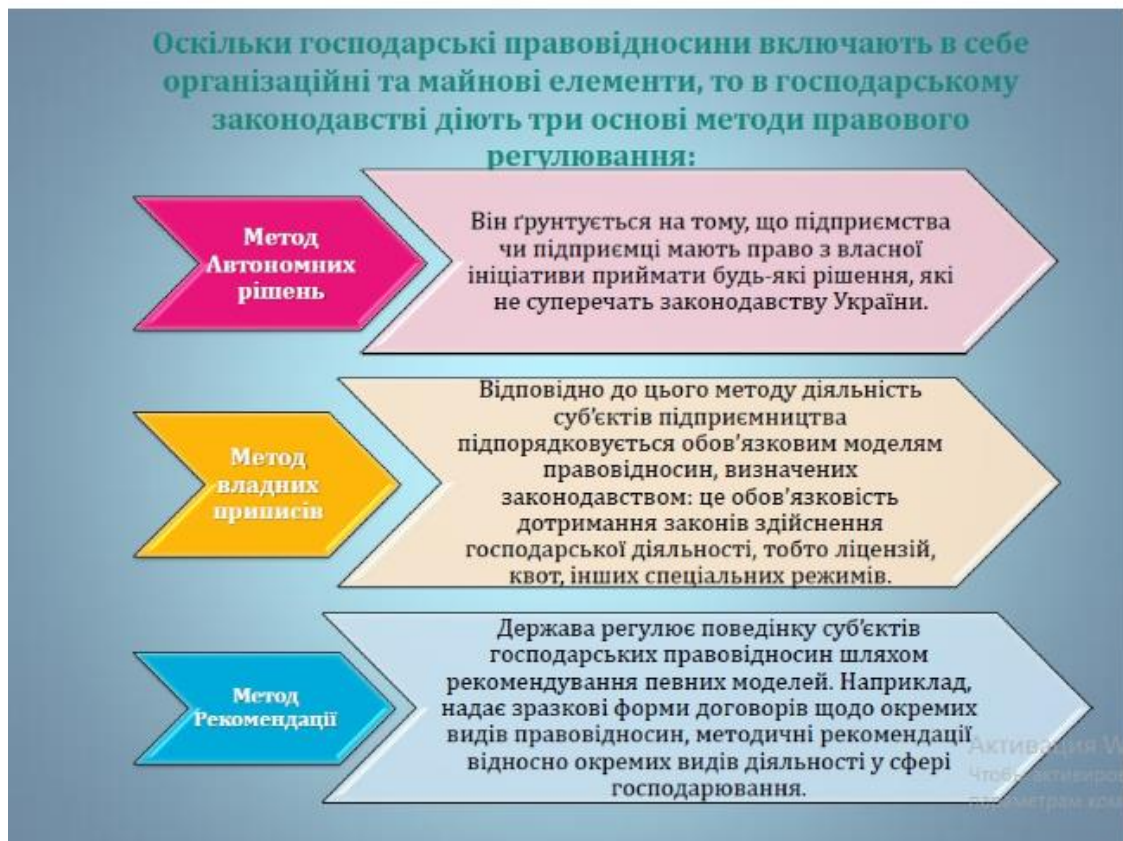 Оскільки господарські правовідносини включають в себе
організаційні та майнові елементи, то в господарському
законодавстві діють три основі методи правового
регулювання:
Метод
Автономних
рішень
Він ґрунтується на тому, що підприємства
чи підприємці мають право з власної
ініціативи приймати будь-які рішення, які
не суперечать законодавству України.
Метод
владних
приписів
Відповідно до цього методу діяльність
суб’єктів підприємництва
підпорядковується обов’язковим моделям
правовідносин, визначених
законодавством: це обов’язковість
дотримання законів здійснення
господарської діяльності, тобто ліцензій,
квот, інших спеціальних режимів.
Метод
Рекомендації
Держава регулює поведінку суб’єктів
господарських правовідносин шляхом
рекомендування певних моделей. Наприклад,
надає зразкові форми договорів щодо окремих
видів правовідносин, методичні рекомендації
відносно окремих видів діяльності у сфері
господарювання.
Активация W
Чтобы активиров
параметрам ком